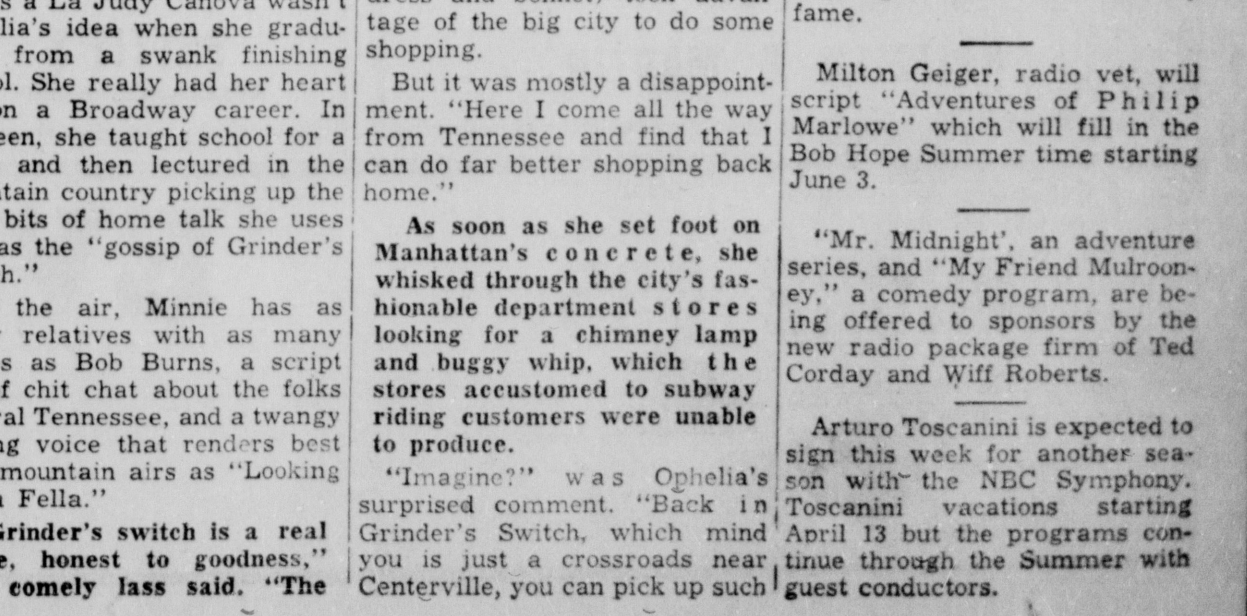 a La Judy Canova wasn't
lia's idea when she gradu-
from a swank finishing
ol. She really had her heart
on a Broadway career. In
een, she taught school for a
and then lectured in the
tain country picking up the
bits of home talk she uses
as the "gossip of Grinder's
h."
the air, Minnie has as
relatives with as many
s as Bob Burns, a script
f chit chat about the folks
al Tennessee, and a twangy
ng voice that renders best
mountain airs as "Looking
Fella."
Grinder's switch is a real
e, honest to goodness,"
comely lass said. "The
tage of the big city to do some
shopping.
But it was mostly a disappoint-
ment. "Here I come all the way
from Tennessee and find that I
can do far better shopping back
home."
As soon as she set foot on
Manhattan's concrete, she
whisked through the city's fas-
hionable department stores
looking for a chimney lamp
and buggy whip, which the
stores accustomed to subway
riding customers were unable
to produce.
"Imagine?" was Ophelia's
surprised comment. "Back in
Grinder's Switch, which mind
you is just a crossroads near
Centerville, you can pick up such
fame.
Milton Geiger, radio vet, will
script "Adventures of Philip
Marlowe" which will fill in the
Bob Hope Summer time starting
June 3.
"Mr. Midnight', an adventure
series, and "My Friend Mulroon-
ey," a comedy program, are be-
ing offered to sponsors by the
new radio package firm of Ted
Corday and Wiff Roberts.
Arturo Toscanini is expected to
sign this week for another sea-
son with the NBC Symphony.
Toscanini vacations starting
April 13 but the programs con-
tinue through the Summer with
guest conductors.